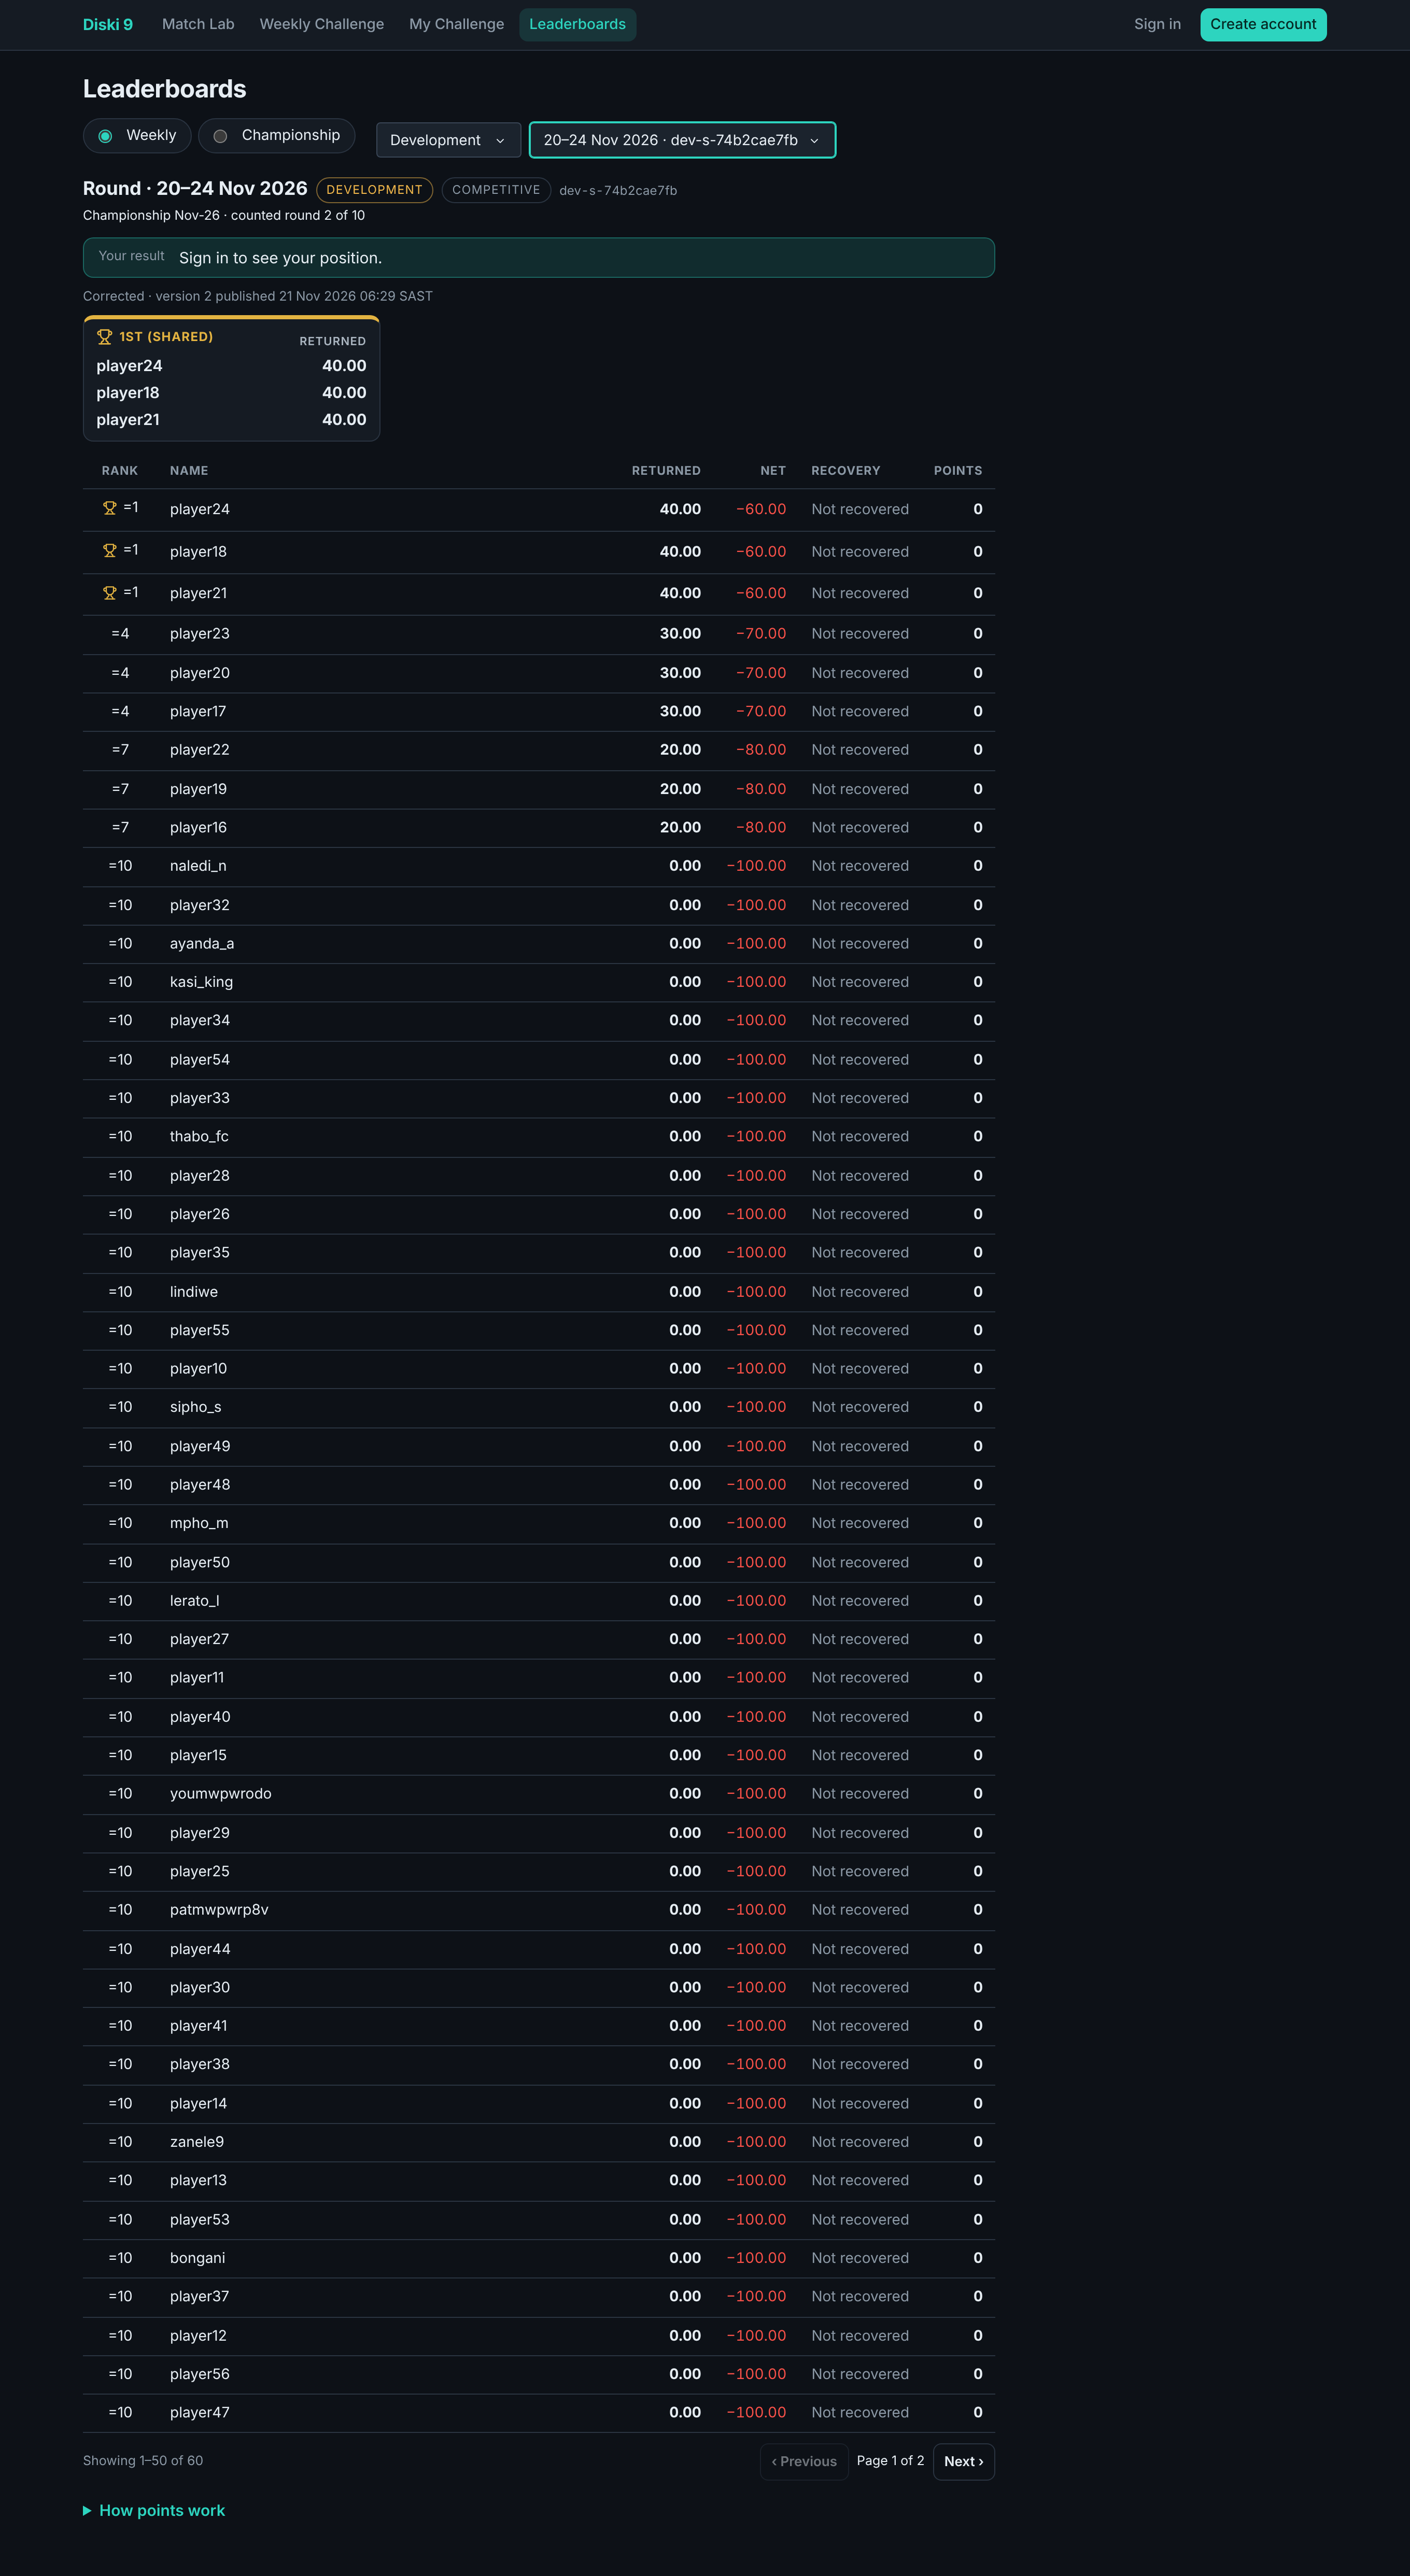 Diski 9 Match Lab Weekly Challenge My Challenge Leaderboards Sign in Create account
Leaderboards
Weekly Championship Development 20–24 Nov 2026 · dev-s-74b2cae7fb
Round · 20–24 Nov 2026 DEVELOPMENT COMPETITIVE dev-s-74b2cae7fb
Championship Nov-26 · counted round 2 of 10
Your result Sign in to see your position.
Corrected · version 2 published 21 Nov 2026 06:29 SAST
1ST (SHARED) RETURNED
player24 40.00
player18 40.00
player21 40.00
RANK NAME RETURNED NET RECOVERY POINTS
=1 player24 40.00 −60.00 Not recovered 0
=1 player18 40.00 −60.00 Not recovered 0
=1 player21 40.00 −60.00 Not recovered 0
=4 player23 30.00 −70.00 Not recovered 0
=4 player20 30.00 −70.00 Not recovered 0
=4 player17 30.00 −70.00 Not recovered 0
=7 player22 20.00 −80.00 Not recovered 0
=7 player19 20.00 −80.00 Not recovered 0
=7 player16 20.00 −80.00 Not recovered 0
=10 naledi_n 0.00 −100.00 Not recovered 0
=10 player32 0.00 −100.00 Not recovered 0
=10 ayanda_a 0.00 −100.00 Not recovered 0
=10 kasi_king 0.00 −100.00 Not recovered 0
=10 player34 0.00 −100.00 Not recovered 0
=10 player54 0.00 −100.00 Not recovered 0
=10 player33 0.00 −100.00 Not recovered 0
=10 thabo_fc 0.00 −100.00 Not recovered 0
=10 player28 0.00 −100.00 Not recovered 0
=10 player26 0.00 −100.00 Not recovered 0
=10 player35 0.00 −100.00 Not recovered 0
=10 lindiwe 0.00 −100.00 Not recovered 0
=10 player55 0.00 −100.00 Not recovered 0
=10 player10 0.00 −100.00 Not recovered 0
=10 sipho_s 0.00 −100.00 Not recovered 0
=10 player49 0.00 −100.00 Not recovered 0
=10 player48 0.00 −100.00 Not recovered 0
=10 mpho_m 0.00 −100.00 Not recovered 0
=10 player50 0.00 −100.00 Not recovered 0
=10 lerato_l 0.00 −100.00 Not recovered 0
=10 player27 0.00 −100.00 Not recovered 0
=10 player11 0.00 −100.00 Not recovered 0
=10 player40 0.00 −100.00 Not recovered 0
=10 player15 0.00 −100.00 Not recovered 0
=10 youmwpwrodo 0.00 −100.00 Not recovered 0
=10 player29 0.00 −100.00 Not recovered 0
=10 player25 0.00 −100.00 Not recovered 0
=10 patmwpwrp8v 0.00 −100.00 Not recovered 0
=10 player44 0.00 −100.00 Not recovered 0
=10 player30 0.00 −100.00 Not recovered 0
=10 player41 0.00 −100.00 Not recovered 0
=10 player38 0.00 −100.00 Not recovered 0
=10 player14 0.00 −100.00 Not recovered 0
=10 zanele9 0.00 −100.00 Not recovered 0
=10 player13 0.00 −100.00 Not recovered 0
=10 player53 0.00 −100.00 Not recovered 0
=10 bongani 0.00 −100.00 Not recovered 0
=10 player37 0.00 −100.00 Not recovered 0
=10 player12 0.00 −100.00 Not recovered 0
=10 player56 0.00 −100.00 Not recovered 0
=10 player47 0.00 −100.00 Not recovered 0
Showing 1–50 of 60 ‹ Previous Page 1 of 2 Next ›
How points work